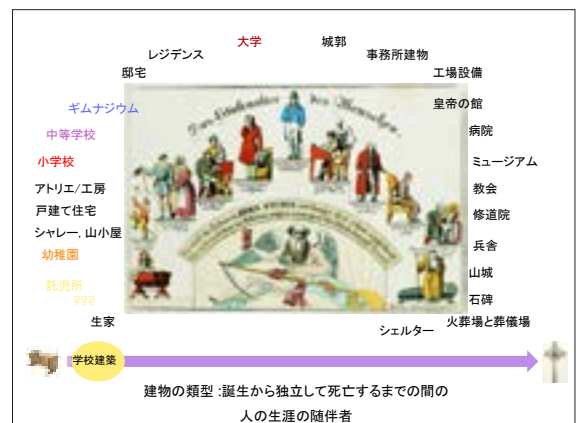 大学
城郭
レジデンス
事務所建物
邸宅
工場設備
ギムナジウム
皇帝の館
中等学校
病院
小学校
ミュージアム
アトリエ/工房
教会
戸建て住宅
修道院
シャレー, 山小屋
兵舎
幼稚園
山城
託児所
???
石碑
生家
シェルター
火葬場と葬儀場
学校建築
建物の類型 :誕生から独立して死亡するまでの間の
人の生涯の随伴者